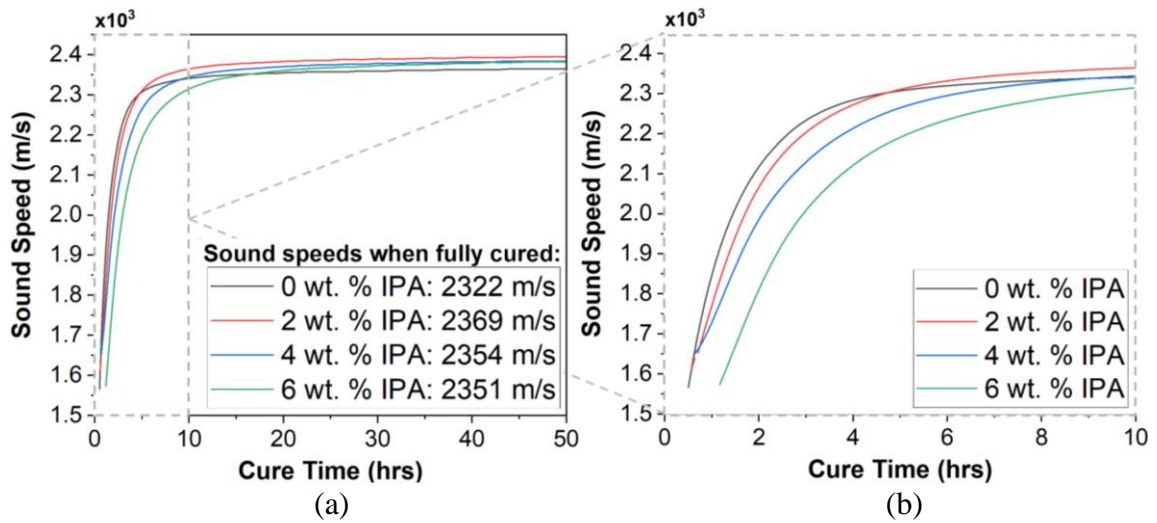 x10³
2.4
2.3
2.2
2.1
2.0
1.9
1.8
1.7
1.6
1.5
Sound Speed (m/s)
Sound speeds when fully cured:
0 wt. % IPA: 2322 m/s
2 wt. % IPA: 2369 m/s
4 wt. % IPA: 2354 m/s
6 wt. % IPA: 2351 m/s
0 10 20 30 40 50
Cure Time (hrs)
(a)
x10³
2.4
2.3
2.2
2.1
2.0
1.9
1.8
1.7
1.6
1.5
Sound Speed (m/s)
0 wt. % IPA
2 wt. % IPA
4 wt. % IPA
6 wt. % IPA
0 2 4 6 8 10
Cure Time (hrs)
(b)